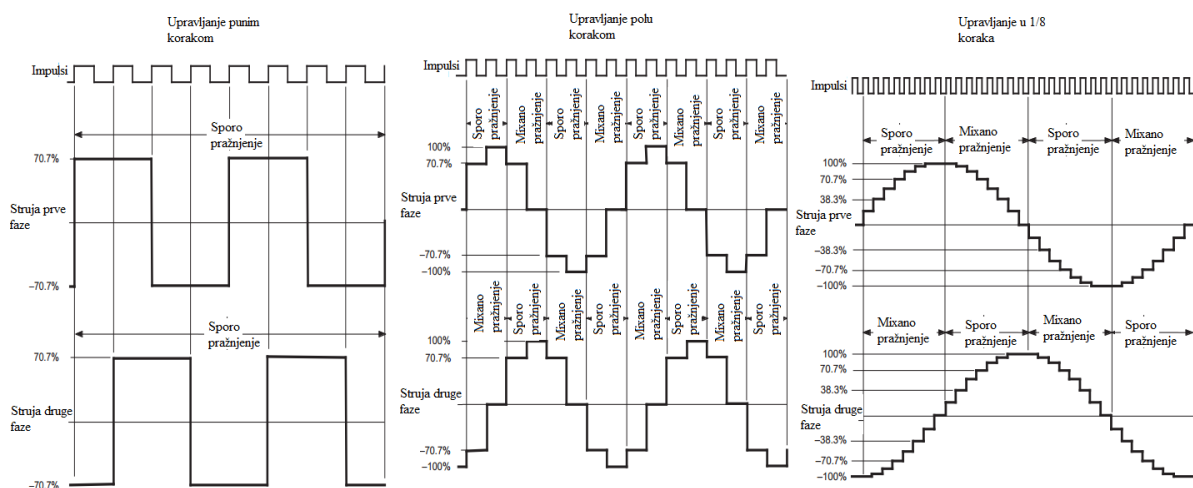 Upravljanje punim
korakom
Impulsi
Sporo
pražnjenje
70.7%
Struja prve
faze
−70.7%
Sporo
pražnjenje
70.7%
Struja druge
faze
−70.7%
Upravljanje polu
korakom
Impulsi
Sporo
pražnjenje
Mixano
pražnjenje
Sporo
pražnjenje
Mixano
pražnjenje
Sporo
pražnjenje
Mixano
pražnjenje
Sporo
pražnjenje
Mixano
pražnjenje
100%
70.7%
Struja prve
faze
−70.7%
−100%
Mixano
pražnjenje
Sporo
pražnjenje
Mixano
pražnjenje
Sporo
pražnjenje
Mixano
pražnjenje
Sporo
pražnjenje
Mixano
pražnjenje
Sporo
pražnjenje
100%
70.7%
Struja druge
faze
−70.7%
−100%
Upravljanje u 1/8
koraka
Impulsi
Sporo
pražnjenje
Mixano
pražnjenje
Sporo
pražnjenje
Mixano
pražnjenje
100%
70.7%
38.3%
Struja prve
faze
−38.3%
−70.7%
−100%
Mixano
pražnjenje
Sporo
pražnjenje
Mixano
pražnjenje
Sporo
pražnjenje
100%
70.7%
38.3%
Struja druge
faze
−38.3%
−70.7%
−100%